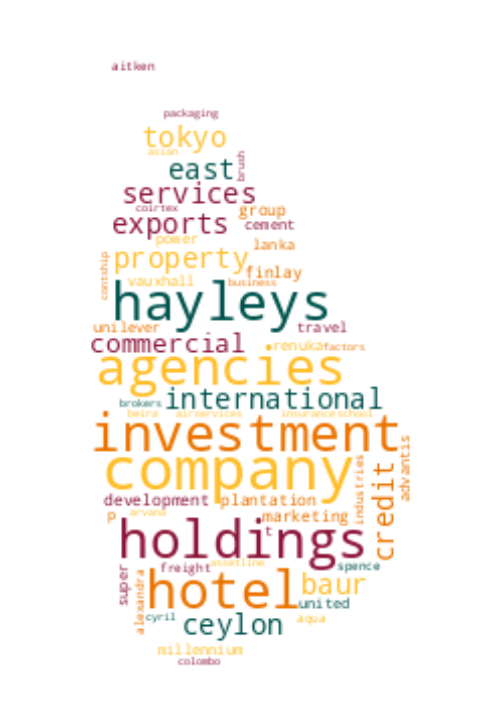 aitken
packaging
tokyo
asian
east
brush
services
coirtex
group
exports
cement
power
lanka
property
contship
finlay
vauxhall
business
hayleys
unilever
travel
commercial
renuka
factors
agencies
international
brokers
beira
airservices
insurance
school
investment
advantis
company
industries
credit
development
plantation
p
arvana
marketing
holdings
t
assetline
freight
spence
super
hotel
baur
alexandra
united
cyril
ceylon
aqua
millennium
colombo